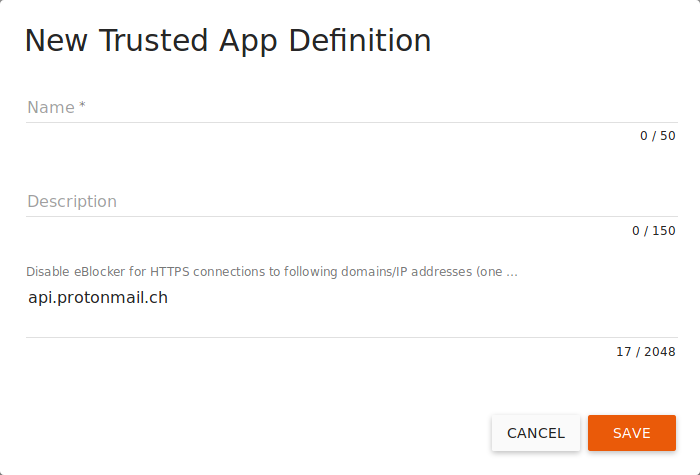 New Trusted App Definition
Name *
0 / 50
Description
0 / 150
Disable eBlocker for HTTPS connections to following domains/IP addresses (one ...
api.protonmail.ch
17 / 2048
CANCEL
SAVE